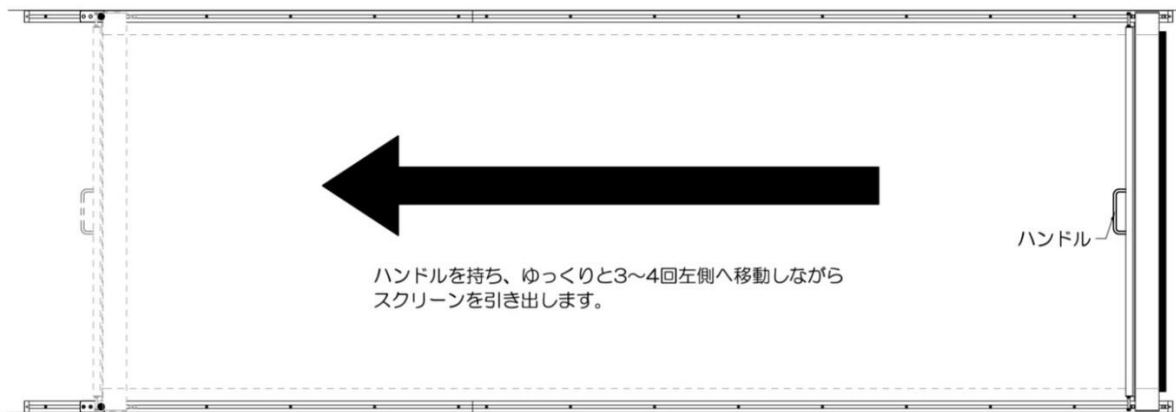 ハンドル
ハンドルを持ち、ゆっくりと3〜4回左側へ移動しながら
スクリーンを引き出します。